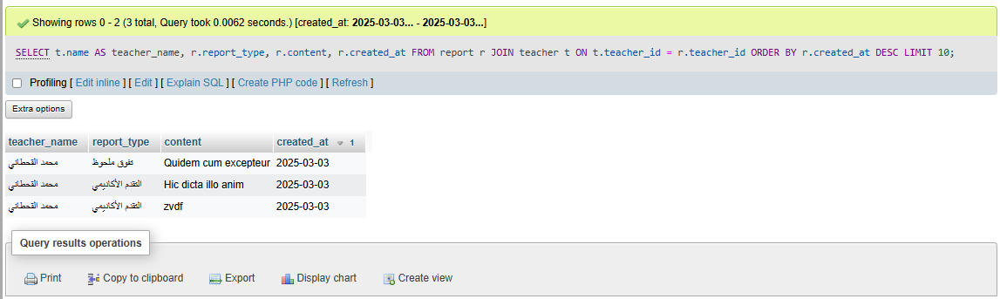 Showing rows 0 - 2 (3 total, Query took 0.0062 seconds.) [created_at: 2025-03-03... - 2025-03-03...]
SELECT t.name AS teacher_name, r.report_type, r.content, r.created_at FROM report r JOIN teacher t ON t.teacher_id = r.teacher_id ORDER BY r.created_at DESC LIMIT 10;
Profiling [ Edit inline ] [ Edit ] [ Explain SQL ] [ Create PHP code ] [ Refresh ]
Extra options
teacher_name report_type content created_at 1
محمد القحطاني تفوق ملحوظ Quidem cum excepteur 2025-03-03
محمد القحطاني التقدم الأكاديمي Hic dicta illo anim 2025-03-03
محمد القحطاني التقدم الأكاديمي zvdf 2025-03-03
Query results operations
Print Copy to clipboard Export Display chart Create view